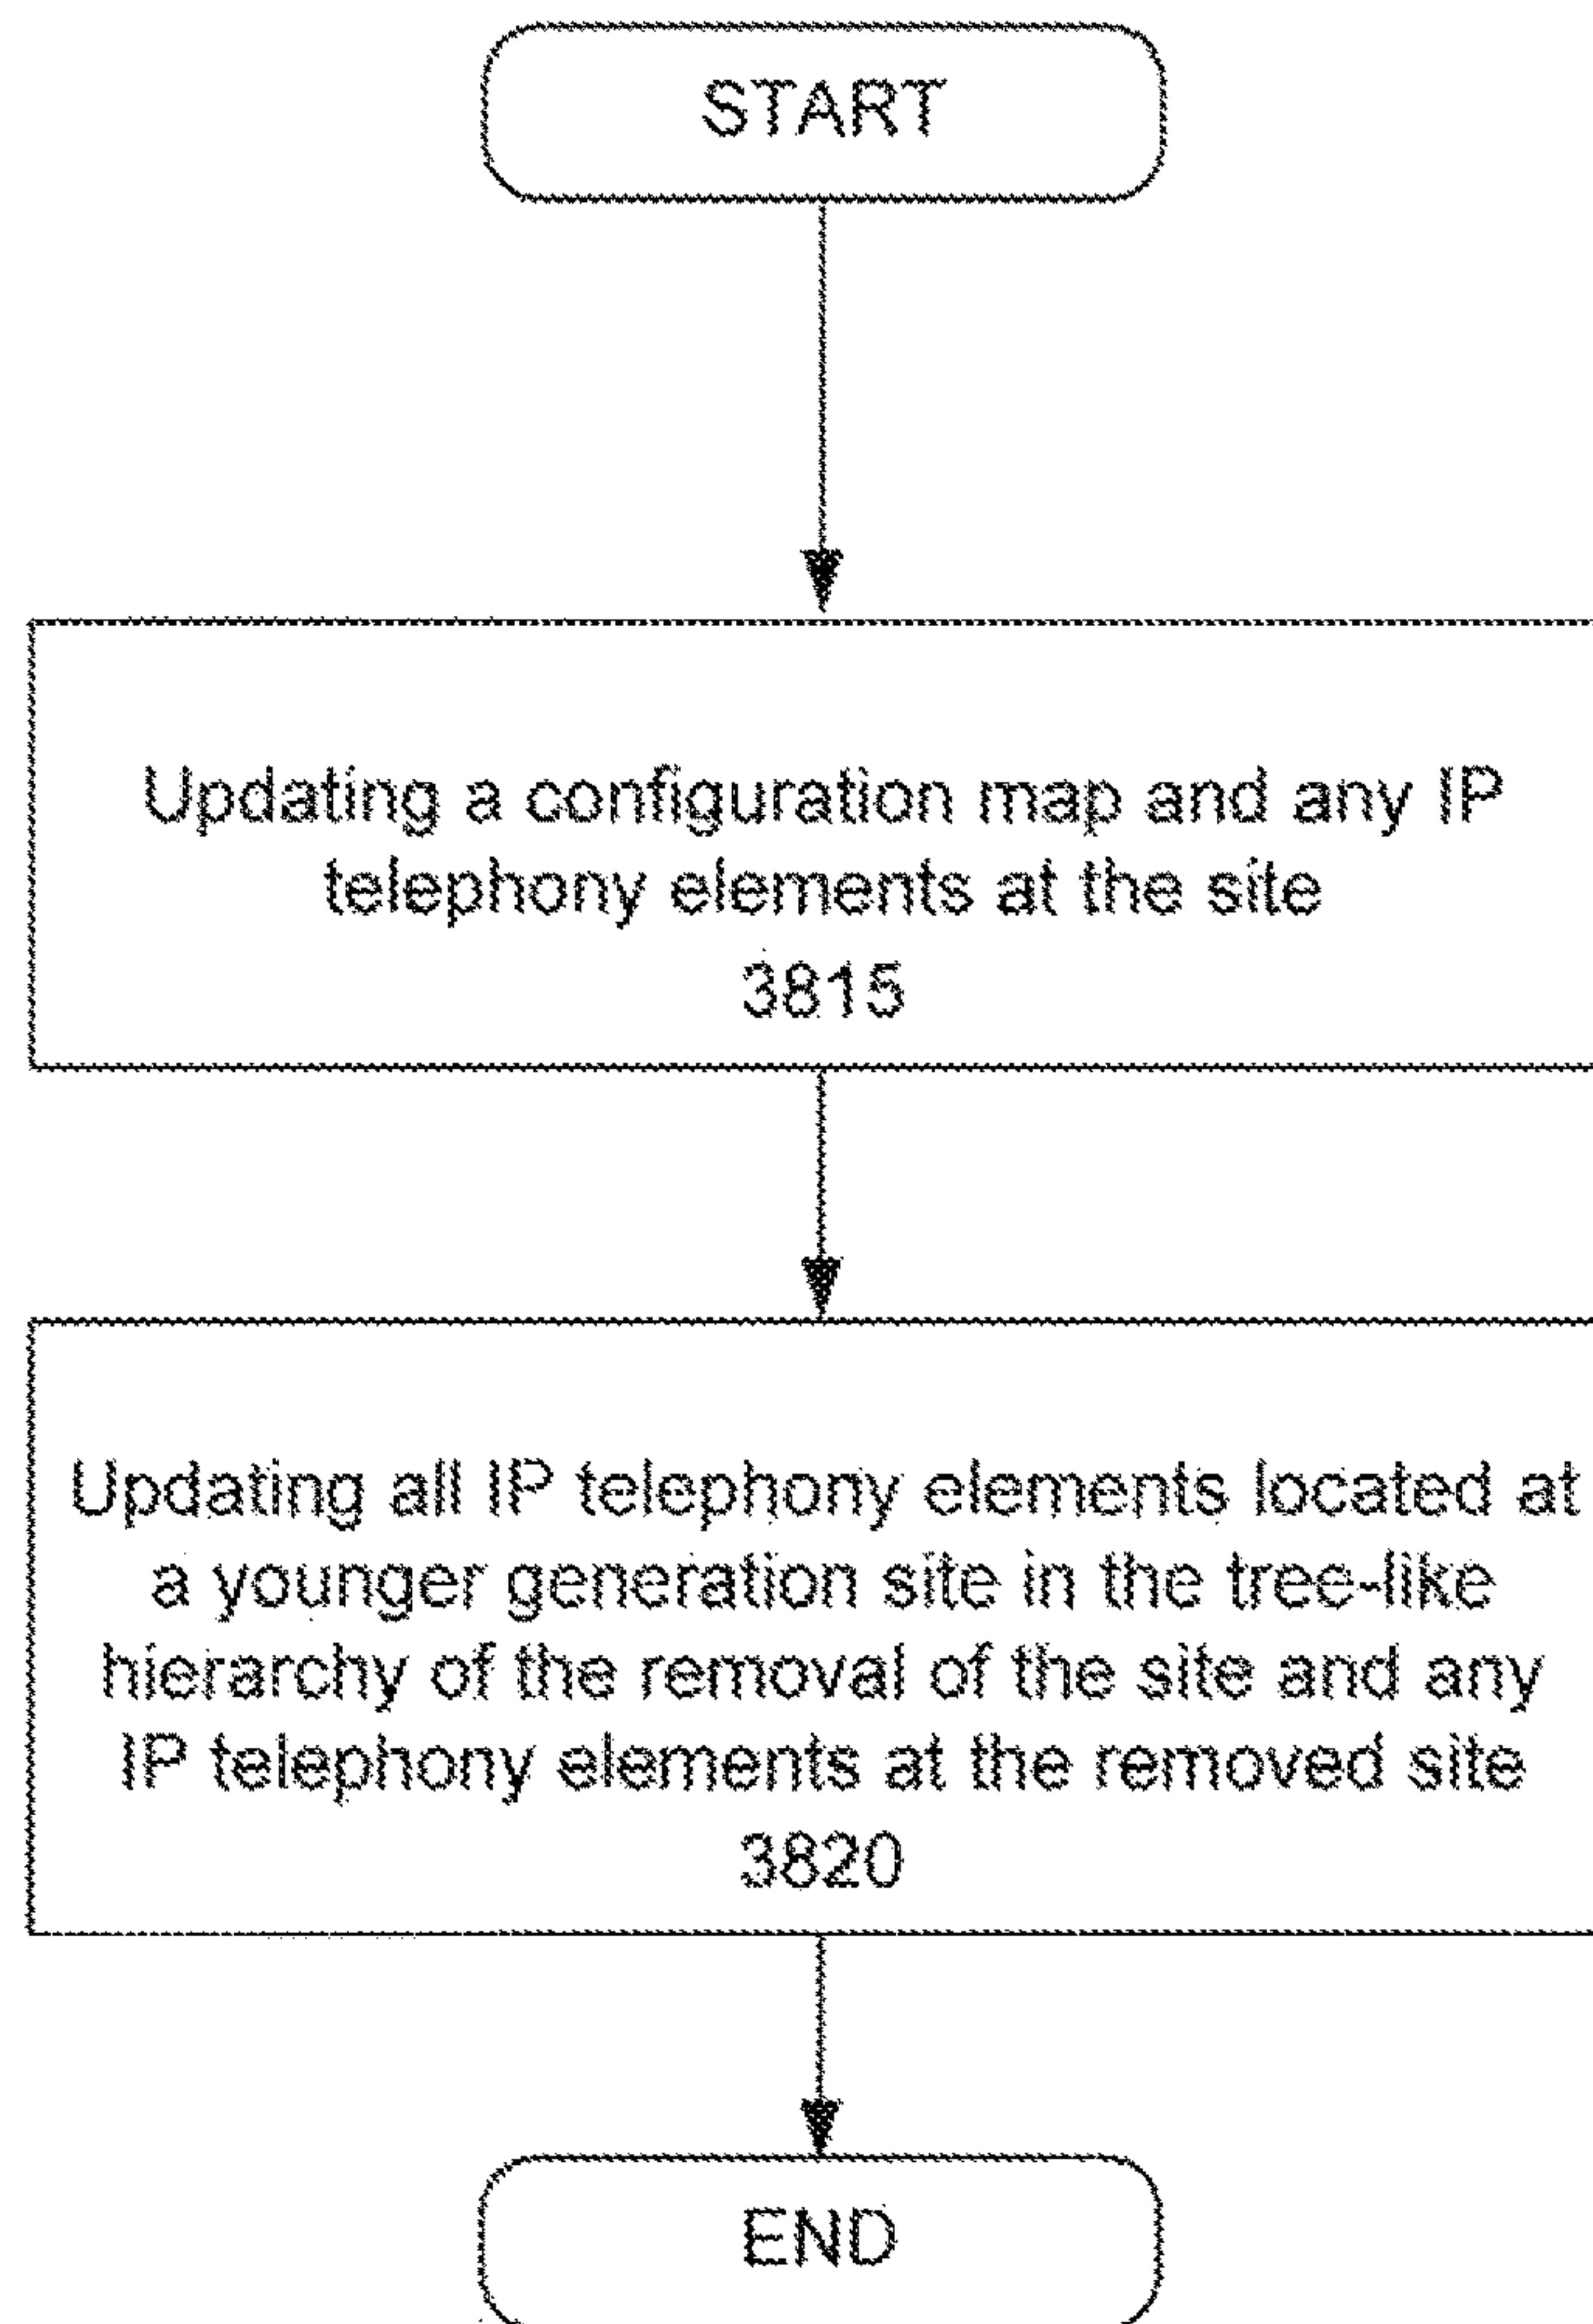 START
Updating a configuration map and any IP
telephony elements at the site
3815
Updating all IP telephony elements located at
a younger generation site in the tree-like
hierarchy of the removal of the site and any
IP telephony elements at the removed site
3820
END